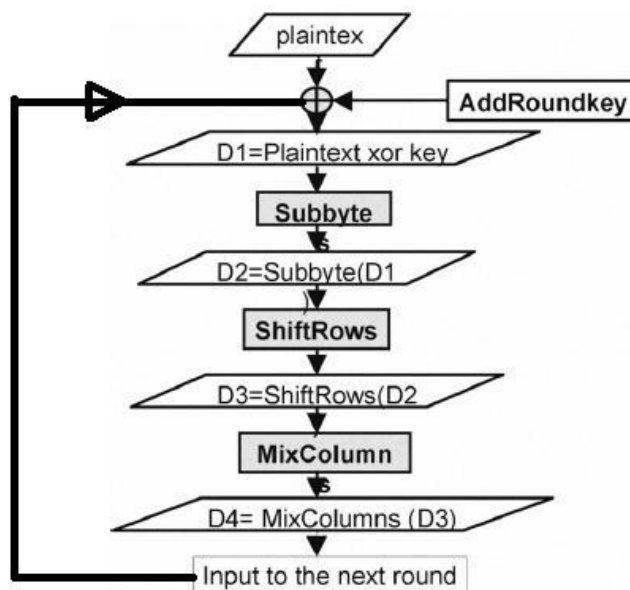 plaintex
t
AddRoundkey
D1=Plaintext xor key
Subbyte
s
D2=Subbyte(D1
)
ShiftRows
D3=ShiftRows(D2
)
MixColumn
s
D4= MixColumns (D3)
Input to the next round